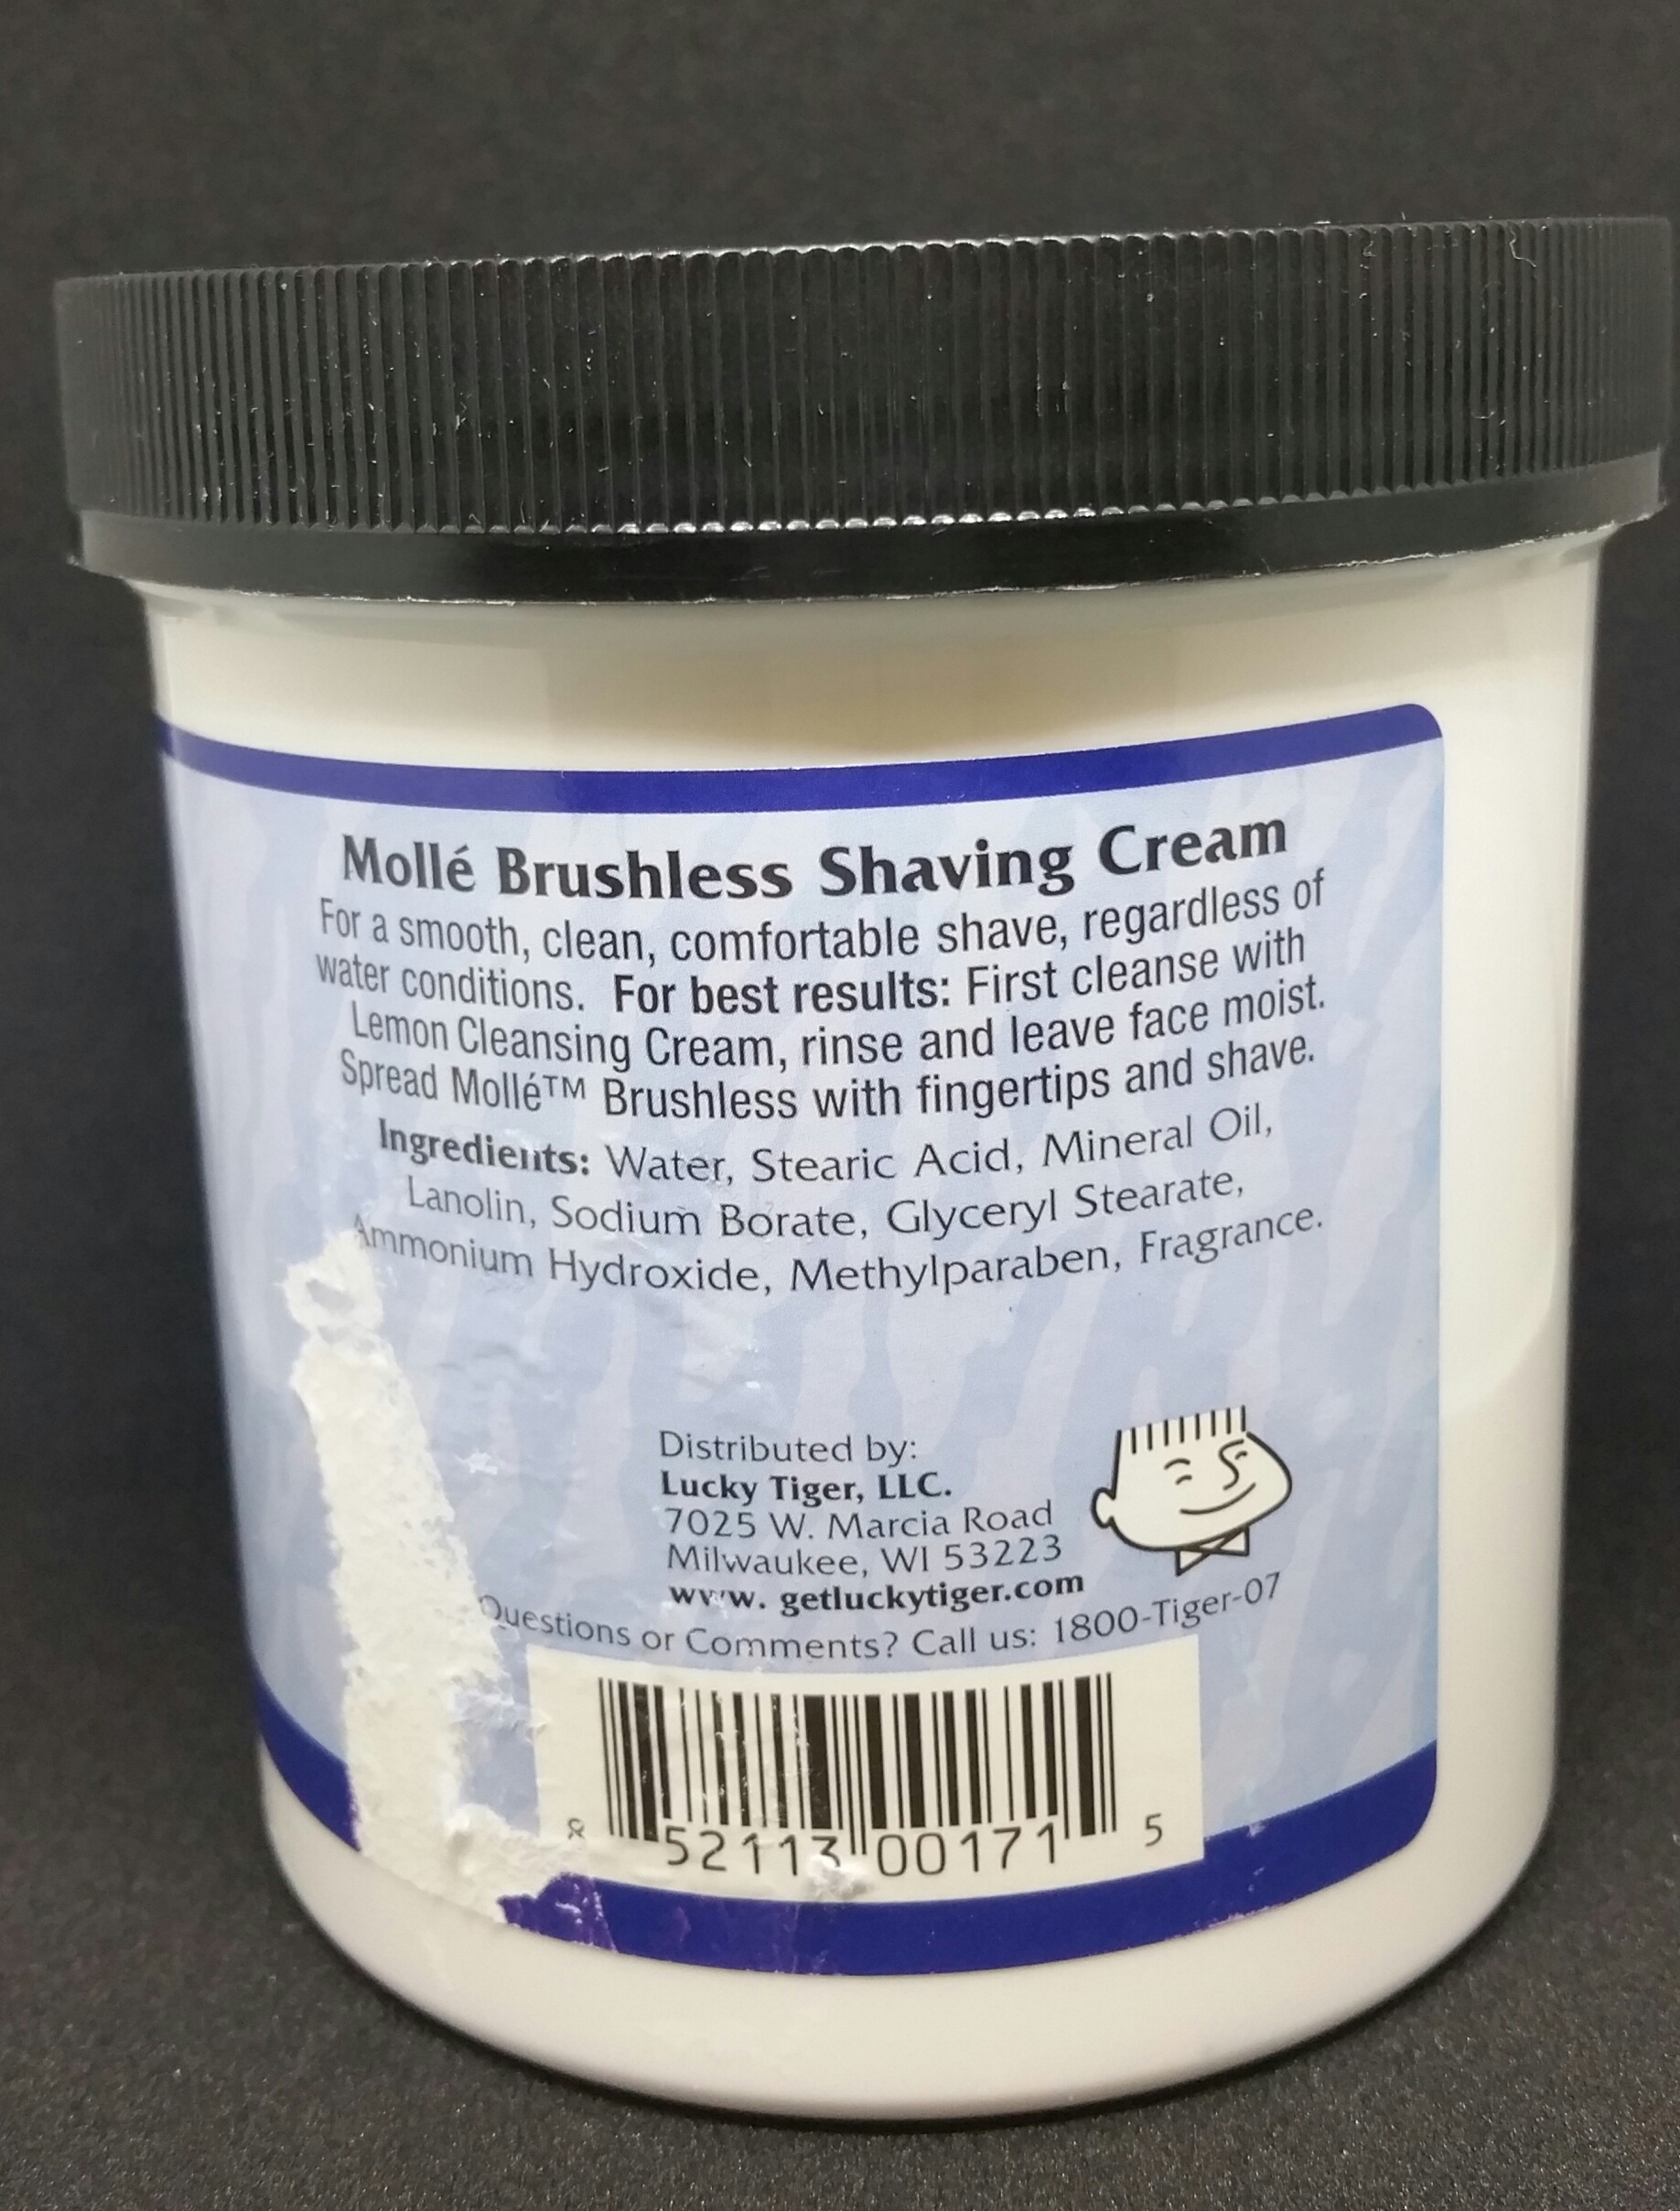 Mollé Brushless Shaving Cream
For a smooth, clean, comfortable shave, regardless of
water conditions. For best results: First cleanse with
Lemon Cleansing Cream, rinse and leave face moist.
Spread Mollé™ Brushless with fingertips and shave.
Ingredients: Water, Stearic Acid, Mineral Oil,
Lanolin, Sodium Borate, Glyceryl Stearate,
Ammonium Hydroxide, Methylparaben, Fragrance.
Distributed by:
Lucky Tiger, LLC.
7025 W. Marcia Road
Milwaukee, WI 53223
www. getluckytiger.com
Questions or Comments? Call us: 1800-Tiger-07
8 52113 00171 5